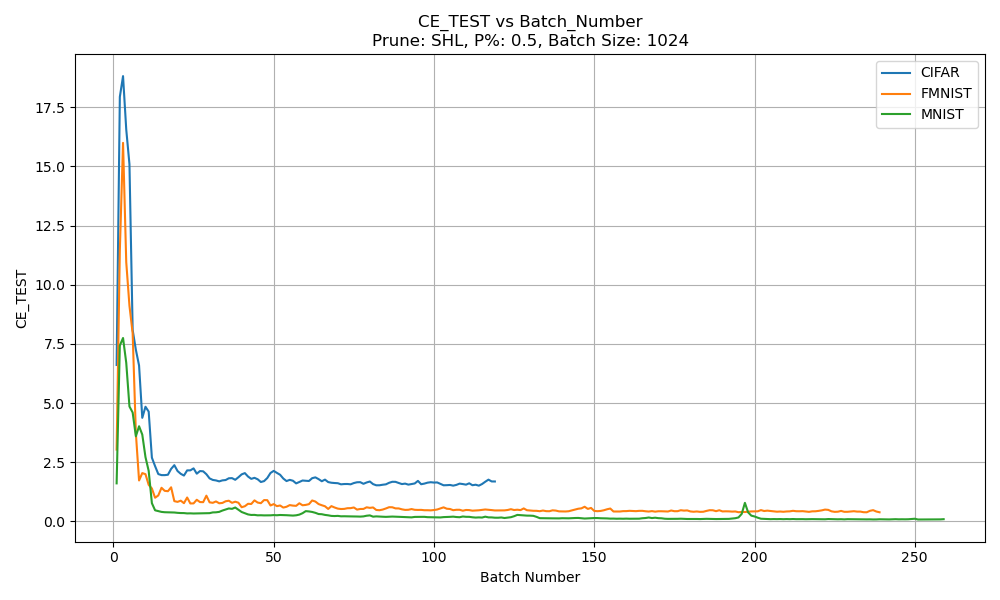 CE_TEST vs Batch_Number
Prune: SHL, P%: 0.5, Batch Size: 1024
CIFAR
FMNIST
MNIST
17.5
15.0
12.5
10.0
7.5
5.0
2.5
0.0
CE_TEST
0 50 100 150 200 250
Batch Number